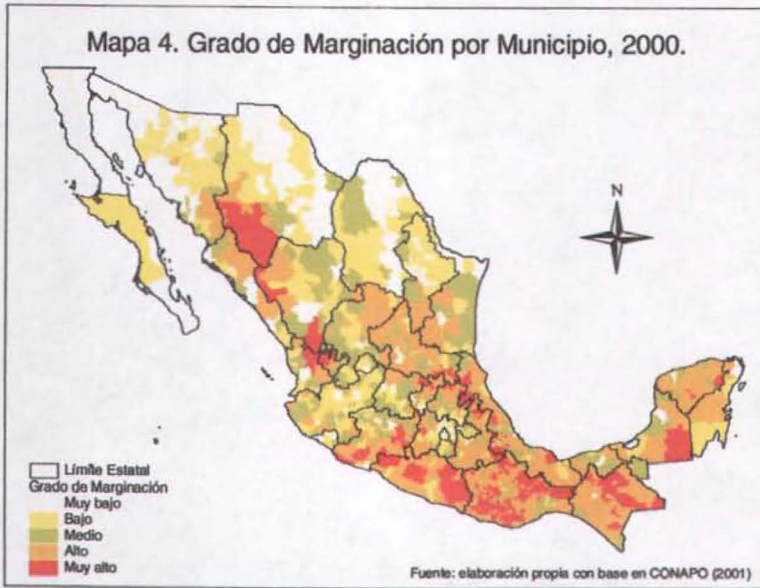 Mapa 4. Grado de Marginación por Municipio, 2000.
N
Límite Estatal
Grado de Marginación
Muy bajo
Bajo
Medio
Alto
Muy alto
Fuente: elaboración propia con base en CONAPO (2001)